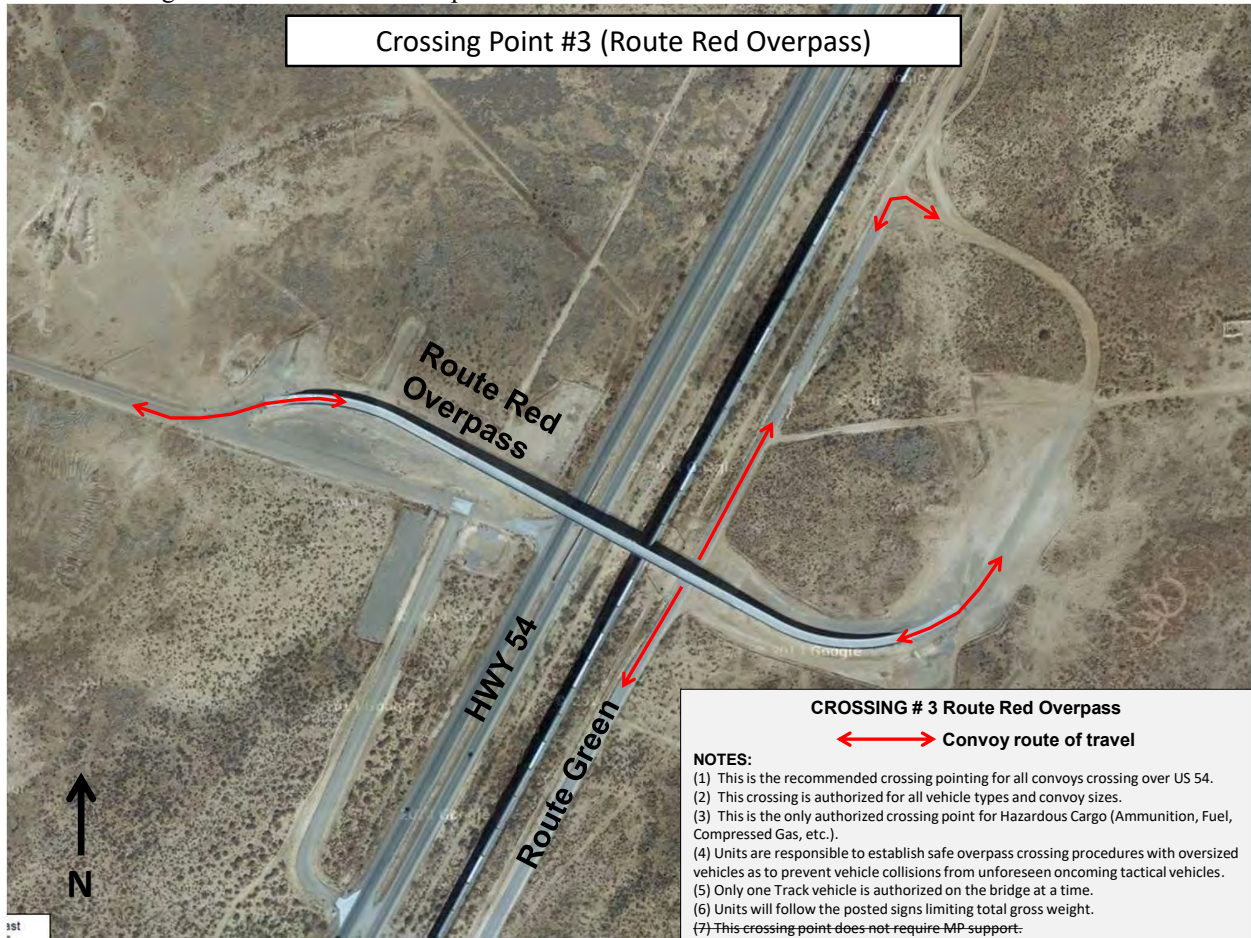 Crossing Point #3 (Route Red Overpass)
Route Red
Overpass
HWY 54
Route Green
N
CROSSING # 3 Route Red Overpass
Convoy route of travel
NOTES:
(1) This is the recommended crossing pointing for all convoys crossing over US 54.
(2) This crossing is authorized for all vehicle types and convoy sizes.
(3) This is the only authorized crossing point for Hazardous Cargo (Ammunition, Fuel,
Compressed Gas, etc.).
(4) Units are responsible to establish safe overpass crossing procedures with oversized
vehicles as to prevent vehicle collisions from unforeseen oncoming tactical vehicles.
(5) Only one Track vehicle is authorized on the bridge at a time.
(6) Units will follow the posted signs limiting total gross weight.
(7) This crossing point does not require MP support.